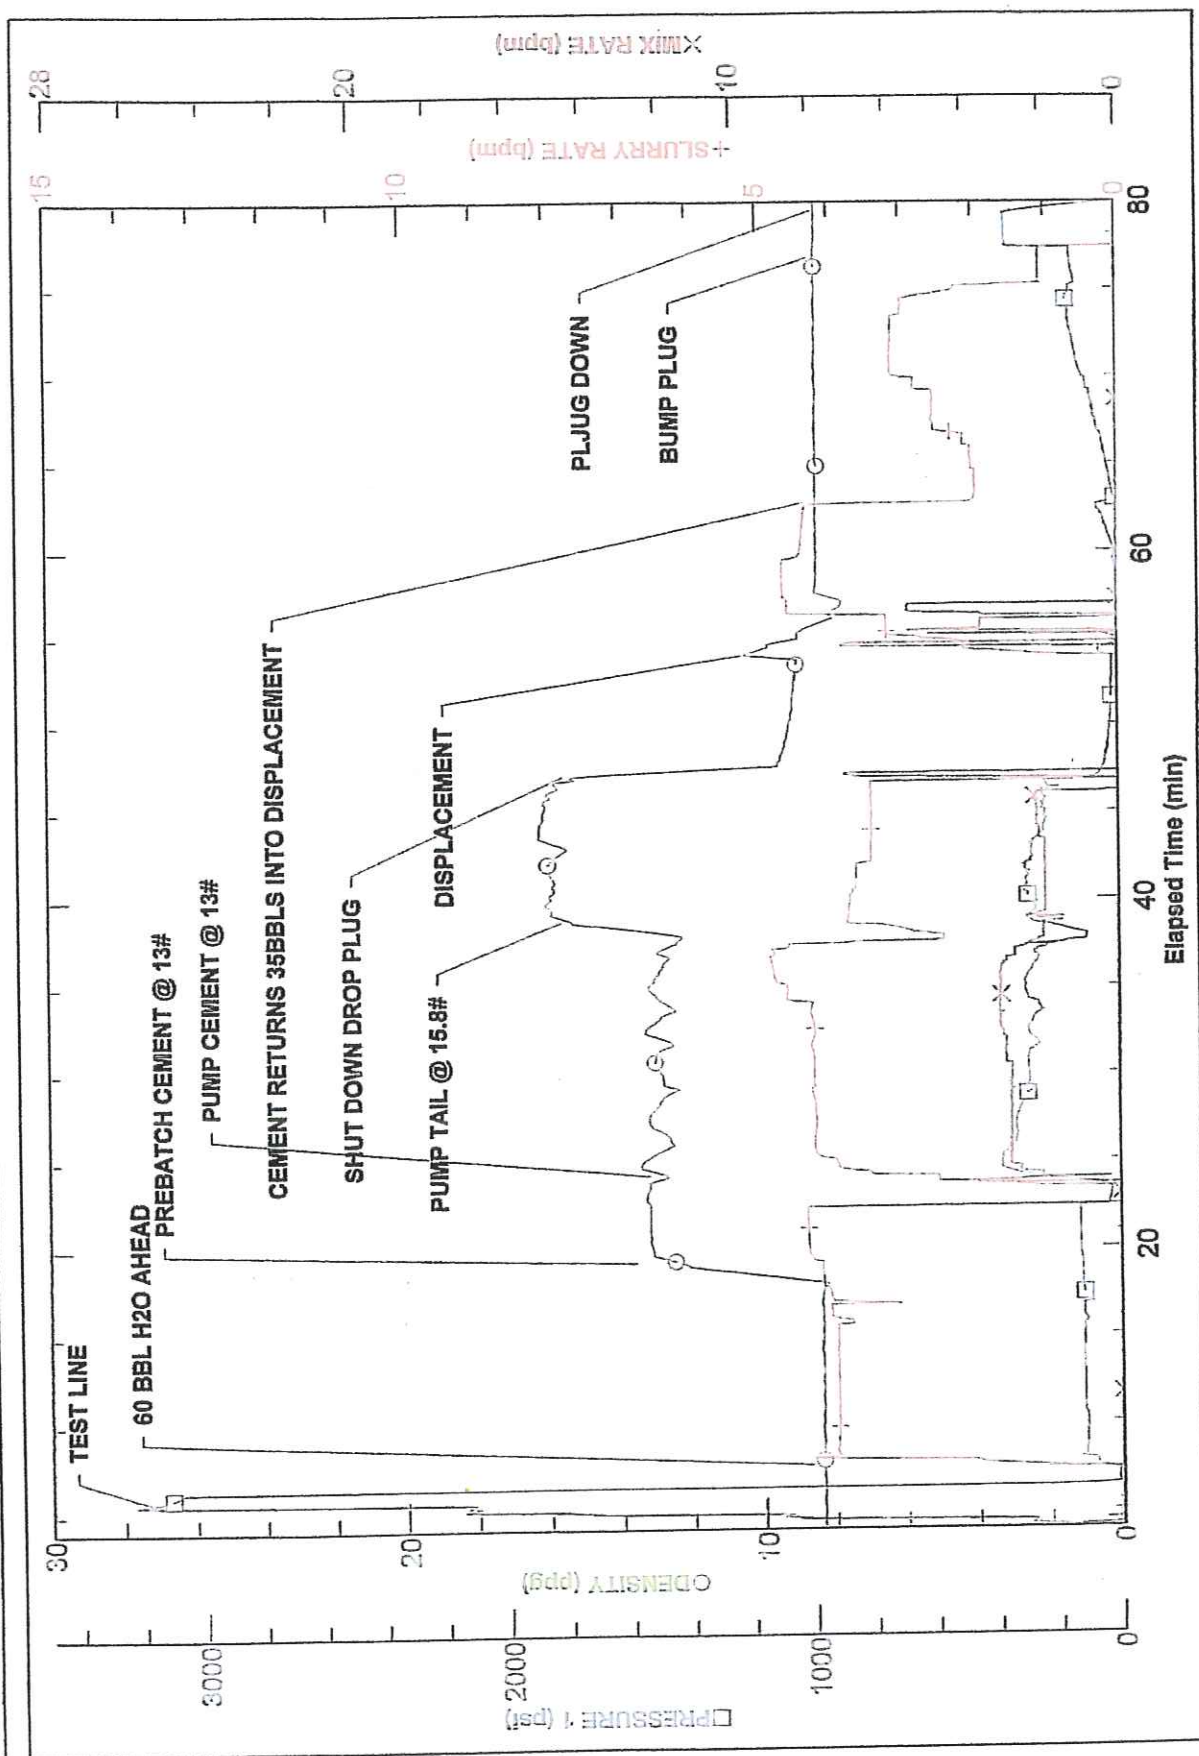 TEST LINE
60 BBL H2O AHEAD
PREBATCH CEMENT @ 13#
PUMP CEMENT @ 13#
CEMENT RETURNS 35BBLS INTO DISPLACEMENT
SHUT DOWN DROP PLUG
PUMP TAIL @ 15.8#
DISPLACEMENT
PLJUG DOWN
BUMP PLUG
PRESSURE 1 (psi)
3000
2000
1000
0
DENSITY (ppg)
30
20
10
0
+SLURRY RATE (bpm)
15
10
5
0
XMIX RATE (bpm)
28
20
10
0
0
20
40
60
80
Elapsed Time (min)